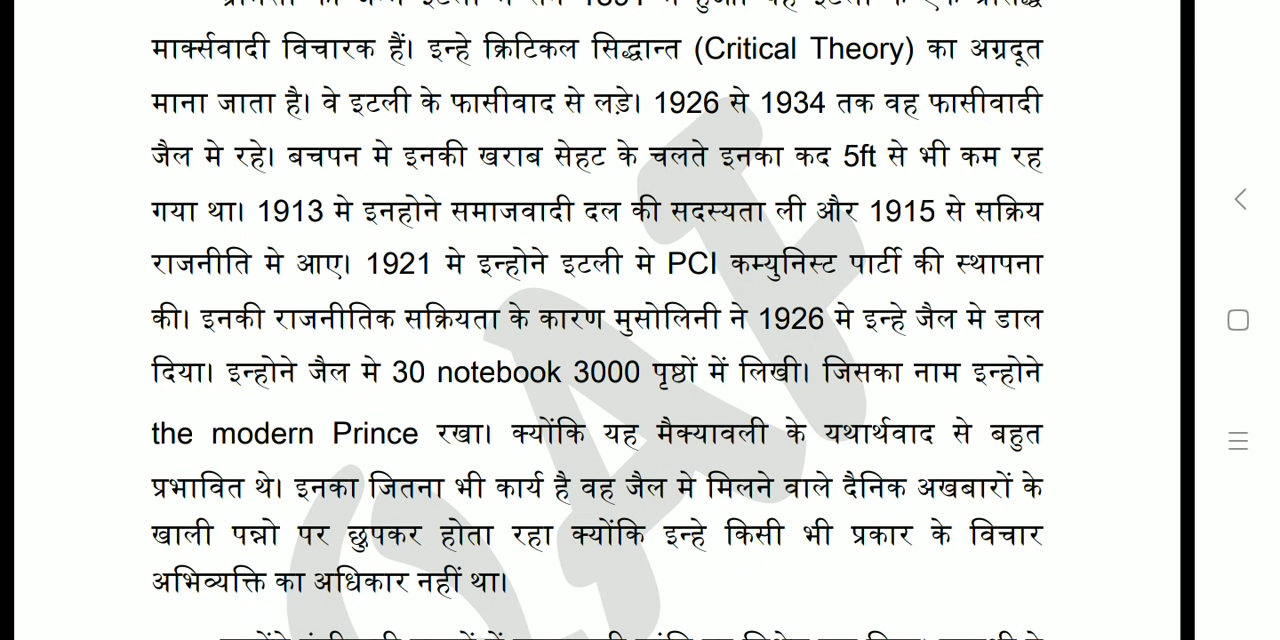 मार्क्सवादी विचारक हैं। इन्हे क्रिटिकल सिद्धान्त (Critical Theory) का अग्रदूत
माना जाता है। वे इटली के फासीवाद से लड़े। 1926 से 1934 तक वह फासीवादी
जैल मे रहे। बचपन मे इनकी खराब सेहट के चलते इनका कद 5ft से भी कम रह
गया था। 1913 मे इनहोने समाजवादी दल की सदस्यता ली और 1915 से सक्रिय
राजनीति मे आए। 1921 मे इन्होने इटली मे PCI कम्युनिस्ट पार्टी की स्थापना
की। इनकी राजनीतिक सक्रियता के कारण मुसोलिनी ने 1926 मे इन्हे जैल मे डाल
दिया। इन्होने जैल मे 30 notebook 3000 पृष्ठों में लिखी। जिसका नाम इन्होने
the modern Prince रखा। क्योंकि यह मैक्यावली के यथार्थवाद से बहुत
प्रभावित थे। इनका जितना भी कार्य है वह जैल मे मिलने वाले दैनिक अखबारों के
खाली पन्नो पर छुपकर होता रहा क्योंकि इन्हे किसी भी प्रकार के विचार
अभिव्यक्ति का अधिकार नहीं था।